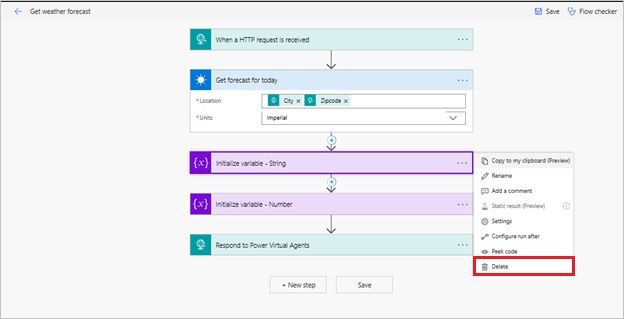 Get weather forecast
Save
Flow checker
When a HTTP request is received
Get forecast for today
* Location
City
Zipcode
* Units
Imperial
{x} Initialize variable - String
{x} Initialize variable - Number
Respond to Power Virtual Agents
+ New step
Save
Copy to my clipboard (Preview)
Rename
Add a comment
Static result (Preview)
Settings
Configure run after
Peek code
Delete